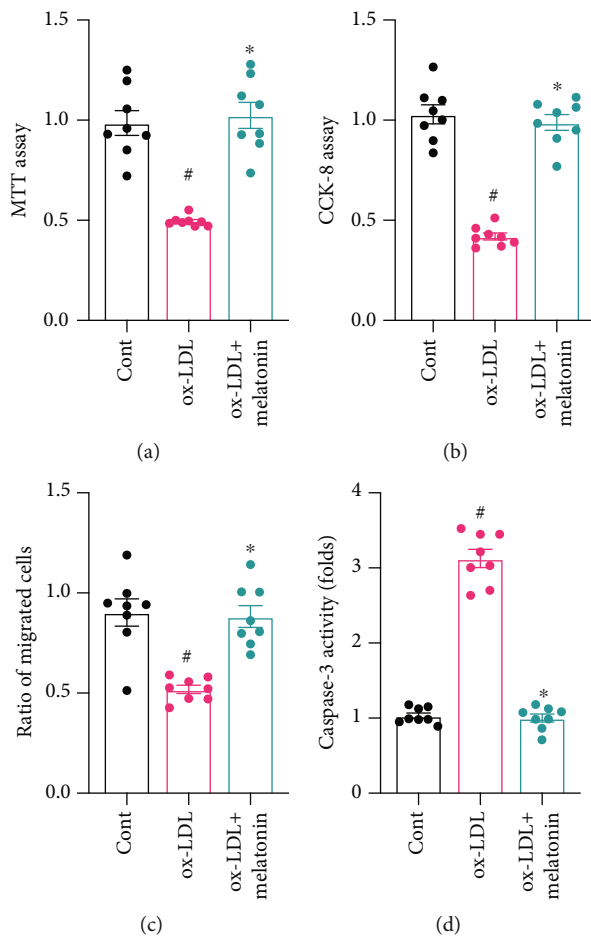 1.5
1.0
0.5
0.0
MTT assay
*
#
Cont
ox-LDL
ox-LDL+
melatonin
(a)
1.5
1.0
0.5
0.0
CCK-8 assay
*
#
Cont
ox-LDL
ox-LDL+
melatonin
(b)
1.5
1.0
0.5
0.0
Ratio of migrated cells
*
#
Cont
ox-LDL
ox-LDL+
melatonin
(c)
4
3
2
1
0
Caspase-3 activity (folds)
#
*
Cont
ox-LDL
ox-LDL+
melatonin
(d)